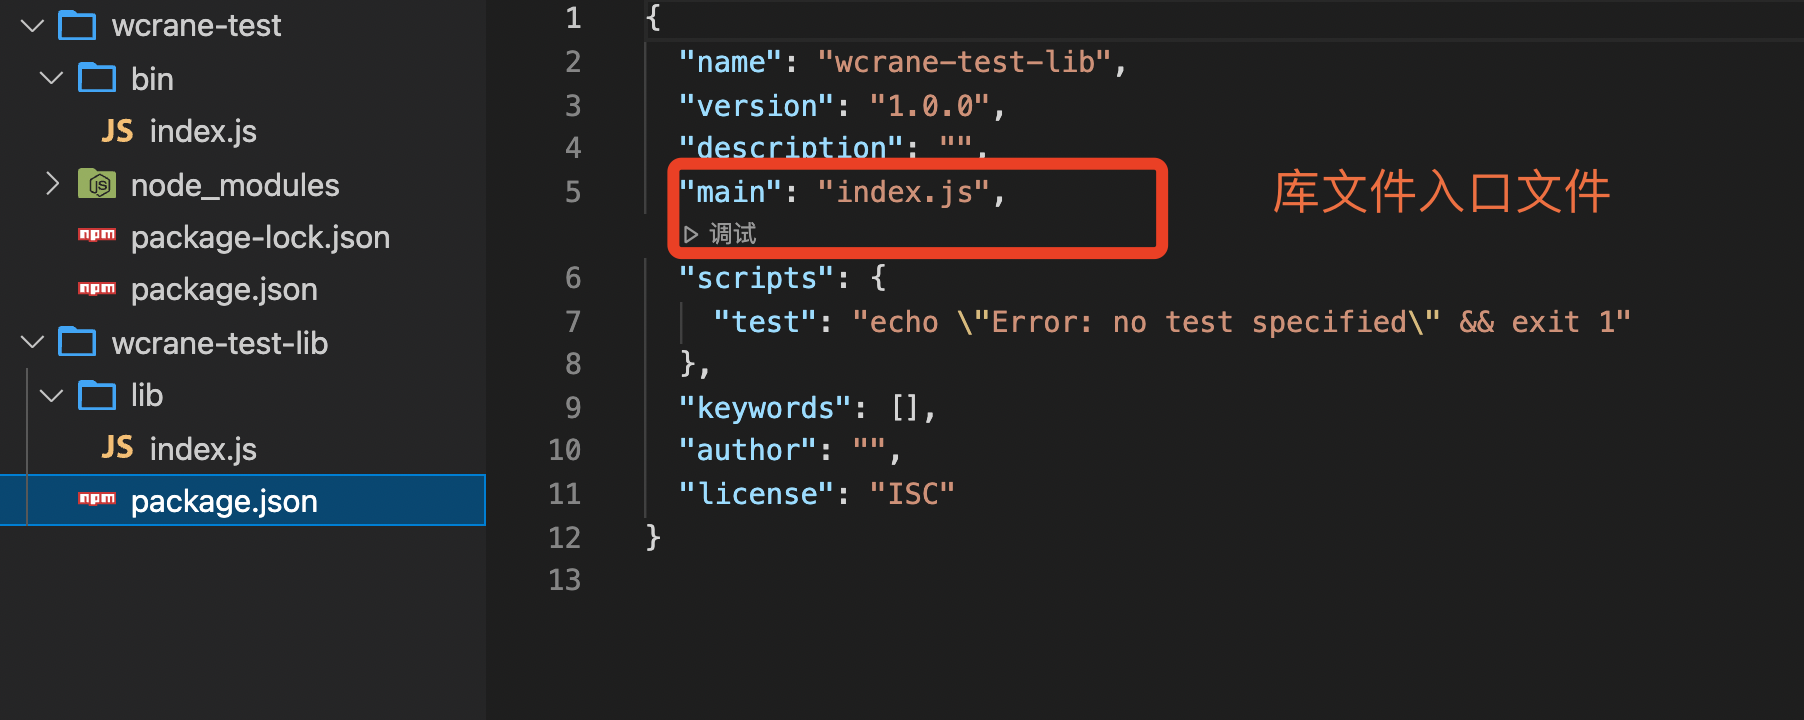 wcrane-test
bin
JS index.js
node_modules
npm package-lock.json
npm package.json
wcrane-test-lib
lib
JS index.js
npm package.json
1 {
2 "name": "wcrane-test-lib",
3 "version": "1.0.0",
4 "description": "",
5 "main": "index.js",
调试
库文件入口文件
6 "scripts": {
7 "test": "echo \"Error: no test specified\" && exit 1"
8 },
9 "keywords": [],
10 "author": "",
11 "license": "ISC"
12 }
13